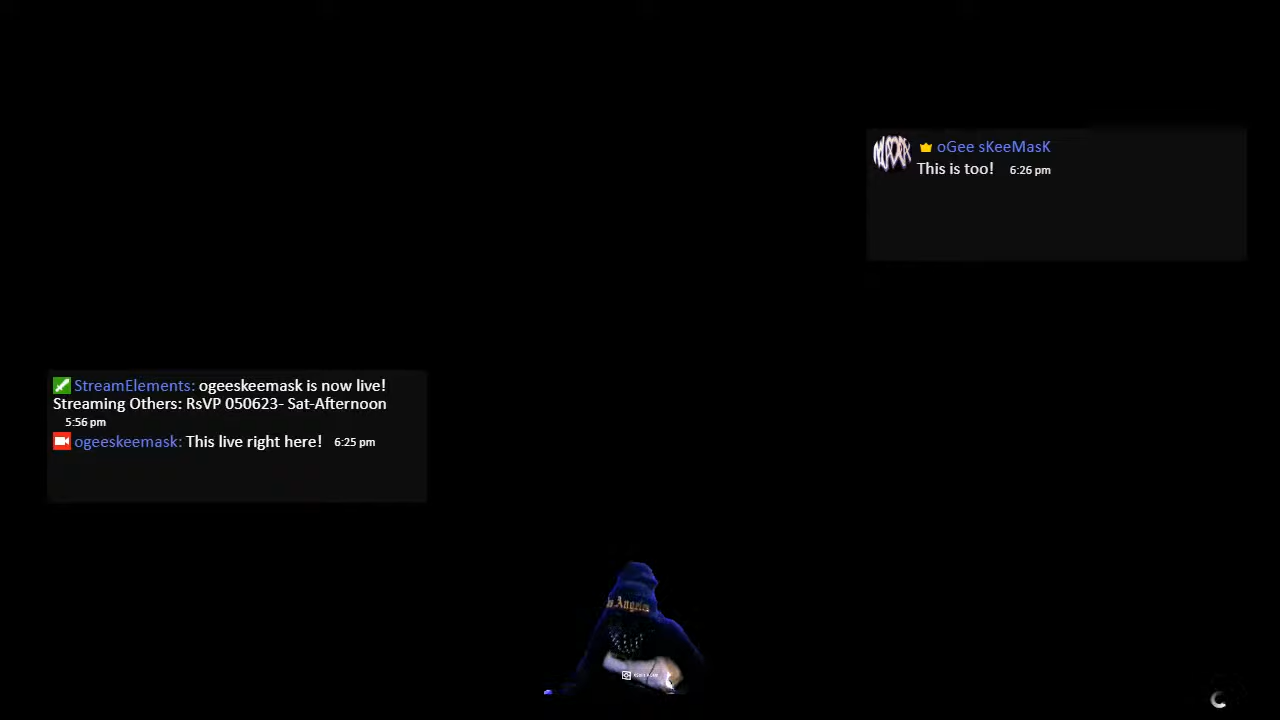 oGee sKeeMasK
This is too! 6:26 pm
StreamElements: ogeeskeemask is now live!
Streaming Others: RsVP 050623- Sat-Afternoon
5:56 pm
ogeeskeemask: This live right here! 6:25 pm
Angeles